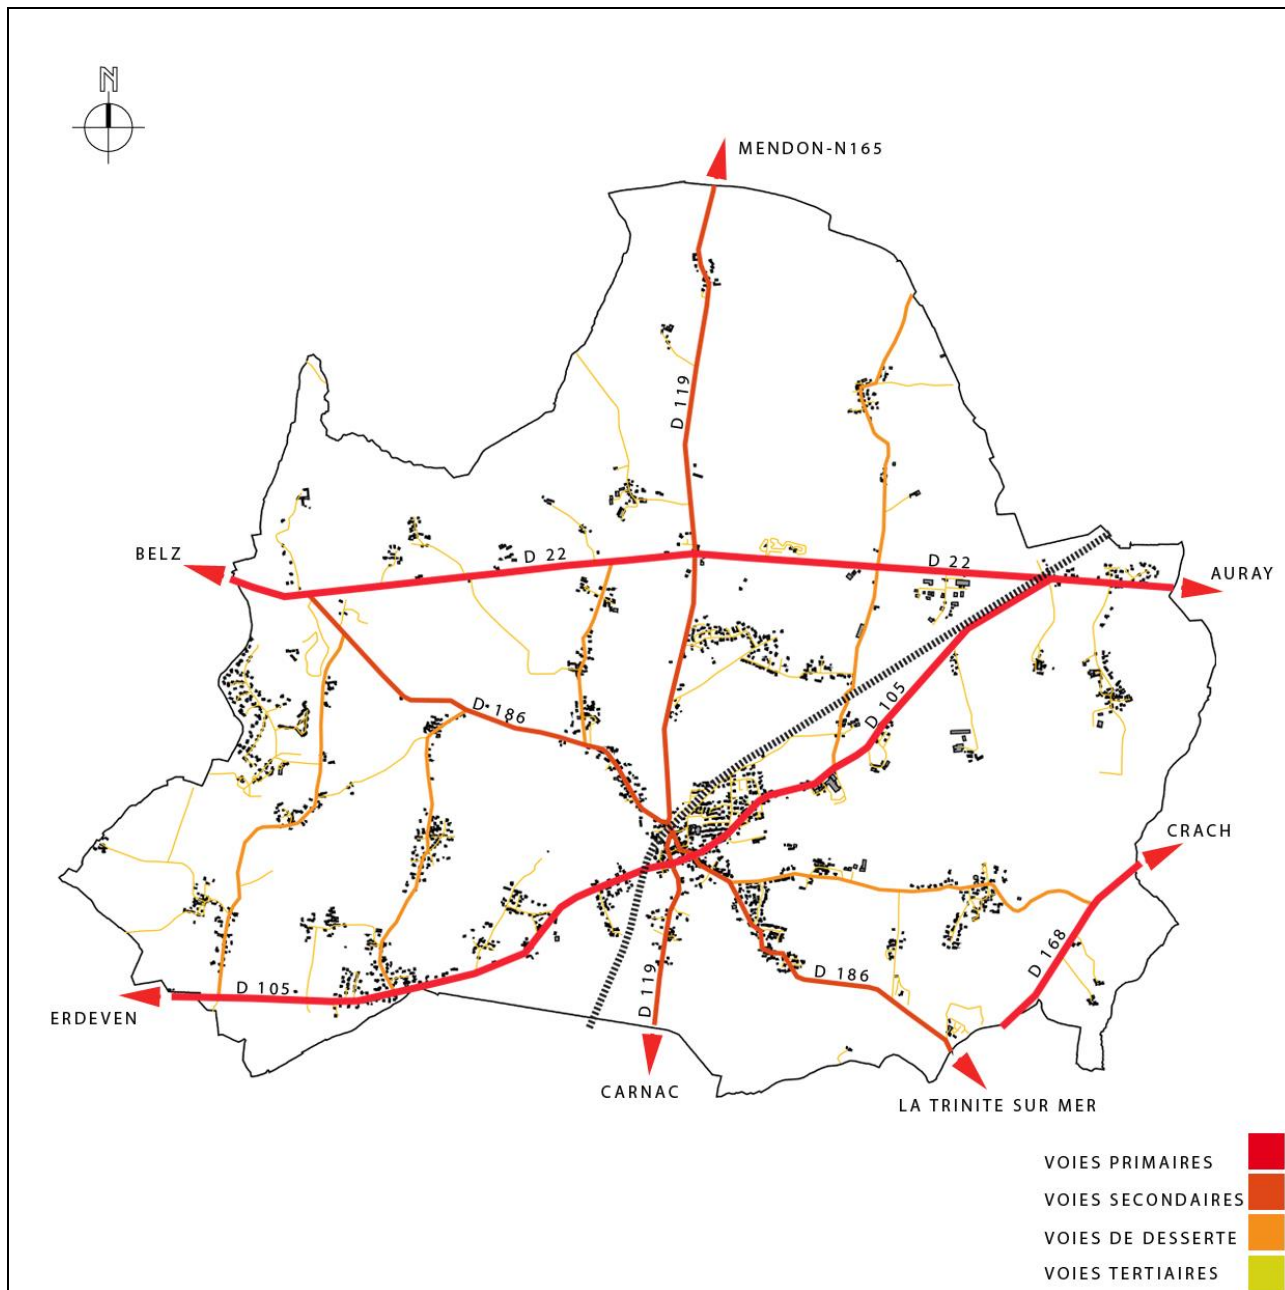 N
MENDON-N165
D 119
BELZ
D 22
D 22
AURAY
D 186
D 105
CRACH
D 168
D 186
D 105
D 119
ERDEVEN
CARNAC
LA TRINITE SUR MER
VOIES PRIMAIRES
VOIES SECONDAIRES
VOIES DE DESSERTE
VOIES TERTIAIRES